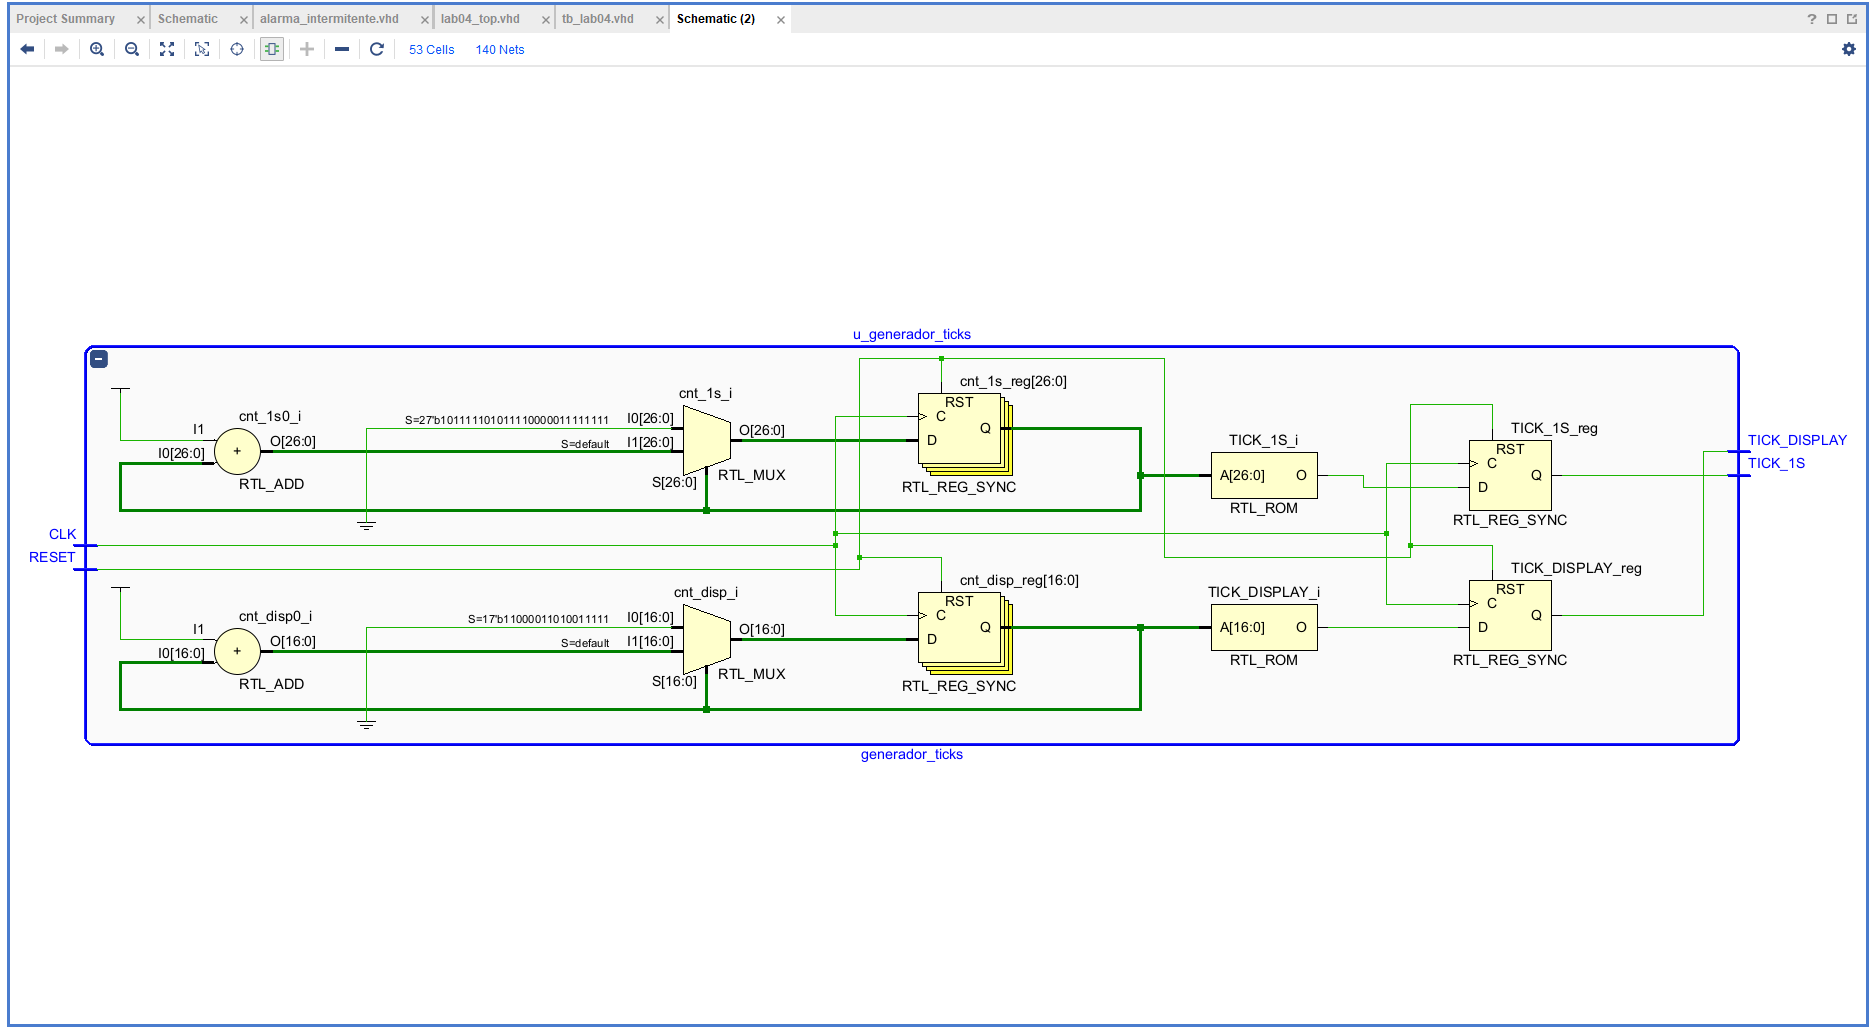 Project Summary
Schematic
alarma_intermitente.vhd
lab04_top.vhd
tb_lab04.vhd
Schematic (2)
53 Cells
140 Nets
u_generador_ticks
cnt_1s_i
cnt_1s_reg[26:0]
cnt_1s0_i
S=27'b101111101011110000011111111
I0[26:0]
RST
C
I1
O[26:0]
S=default
I1[26:0]
O[26:0]
D
Q
I0[26:0]
+
RTL_ADD
S[26:0]
RTL_MUX
RTL_REG_SYNC
TICK_1S_i
A[26:0]
O
RTL_ROM
TICK_1S_reg
RST
C
D
Q
RTL_REG_SYNC
TICK_DISPLAY
TICK_1S
CLK
RESET
cnt_disp_i
cnt_disp_reg[16:0]
cnt_disp0_i
S=17'b11000011010011111
I0[16:0]
RST
C
I1
O[16:0]
S=default
I1[16:0]
O[16:0]
D
Q
I0[16:0]
+
RTL_ADD
S[16:0]
RTL_MUX
RTL_REG_SYNC
TICK_DISPLAY_i
A[16:0]
O
RTL_ROM
TICK_DISPLAY_reg
RST
C
D
Q
RTL_REG_SYNC
generador_ticks